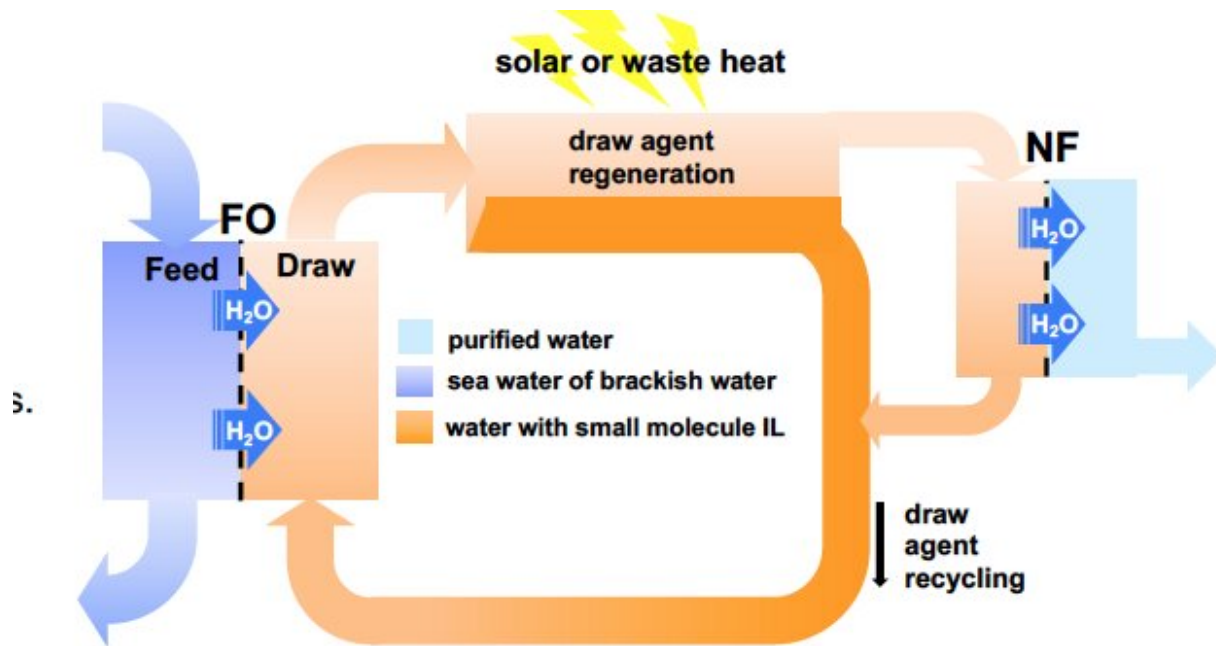 solar or waste heat
draw agent
regeneration
NF
FO
Feed
Draw
H₂O
H₂O
H₂O
H₂O
purified water
sea water of brackish water
water with small molecule IL
s.
draw
agent
recycling